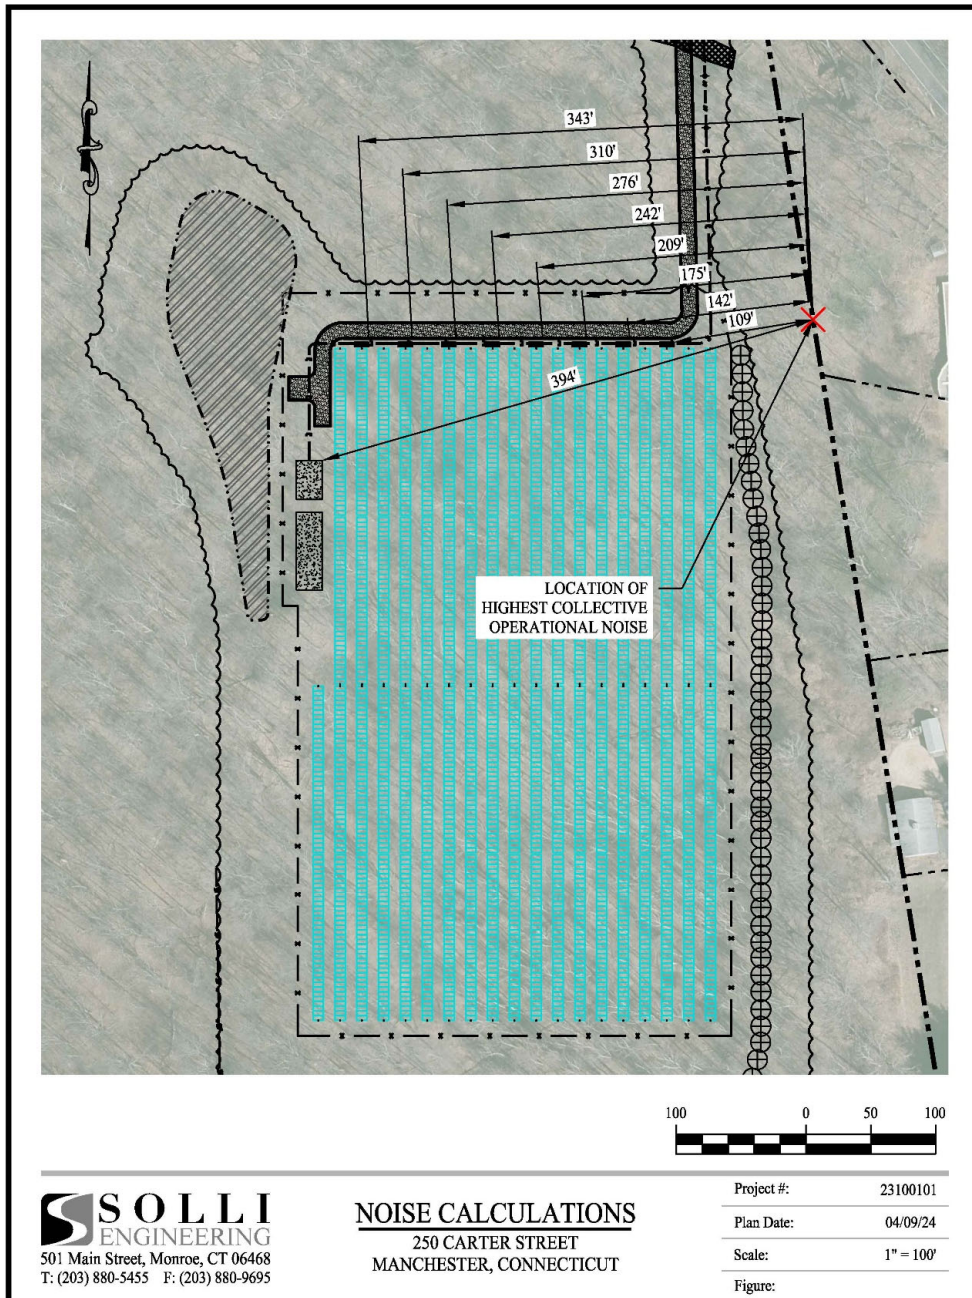 343'
310'
276'
242'
209'
175'
142'
109'
394'
LOCATION OF
HIGHEST COLLECTIVE
OPERATIONAL NOISE
100 0 50 100
SOLLI
ENGINEERING
501 Main Street, Monroe, CT 06468
T: (203) 880-5455 F: (203) 880-9695
NOISE CALCULATIONS
250 CARTER STREET
MANCHESTER, CONNECTICUT
Project #: 23100101
Plan Date: 04/09/24
Scale: 1" = 100'
Figure: